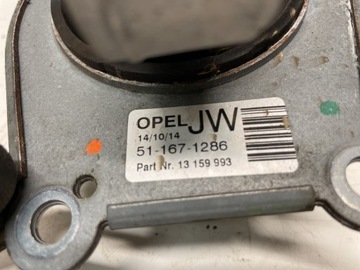 OPEL JW
14/10/14
51-167-1286
Part Nr. 13 159 993